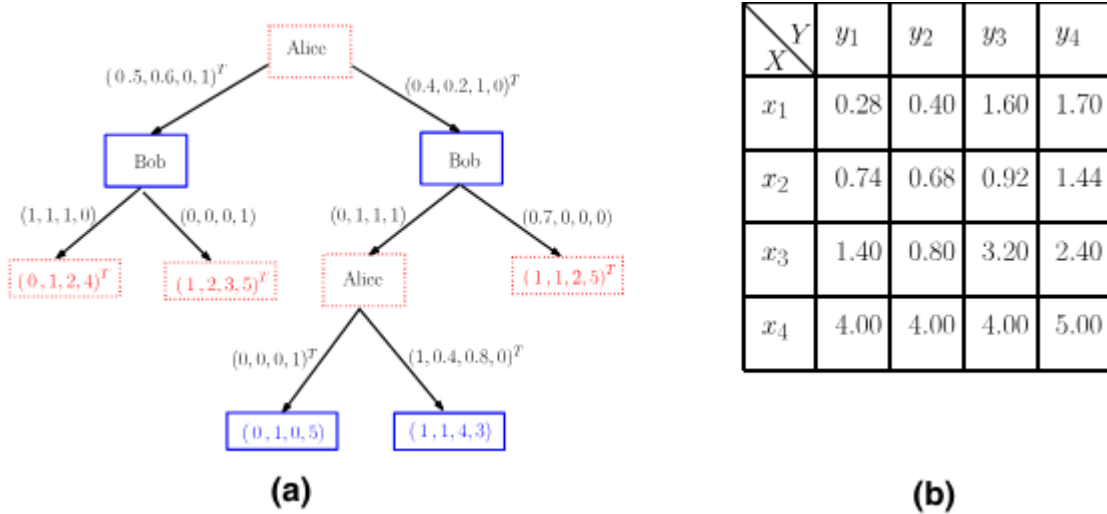 Alice
(0.5, 0.6, 0, 1)^T
(0.4, 0.2, 1, 0)^T
Bob
Bob
(1, 1, 1, 0)
(0, 0, 0, 1)
(0, 1, 1, 1)
(0.7, 0, 0, 0)
(0, 1, 2, 4)^T
(1, 2, 3, 5)^T
Alice
(1, 1, 2, 5)^T
(0, 0, 0, 1)^T
(1, 0.4, 0.8, 0)^T
(0, 1, 0, 5)
(1, 1, 4, 3)
(a)
X Y y1 y2 y3 y4
x1 0.28 0.40 1.60 1.70
x2 0.74 0.68 0.92 1.44
x3 1.40 0.80 3.20 2.40
x4 4.00 4.00 4.00 5.00
(b)